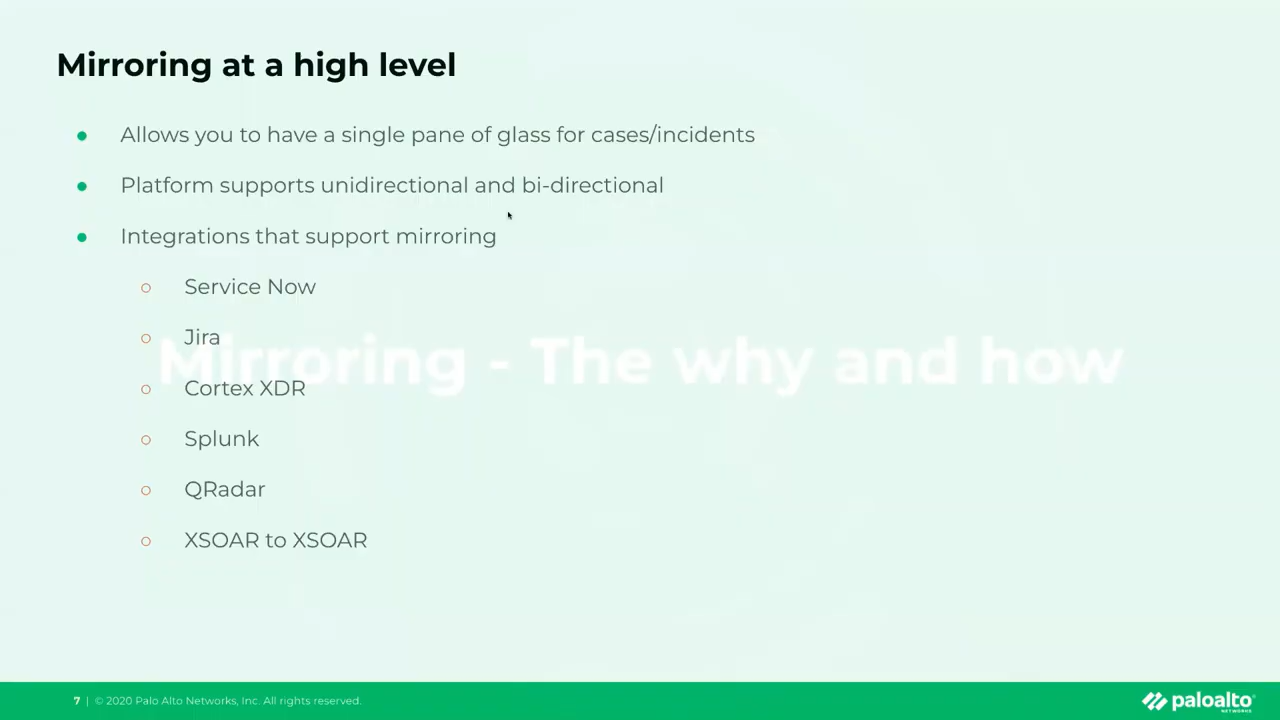 Mirroring at a high level
● Allows you to have a single pane of glass for cases/incidents
● Platform supports unidirectional and bi-directional
● Integrations that support mirroring
○ Service Now
○ Jira
Mirroring - The why and how
○ Cortex XDR
○ Splunk
○ QRadar
○ XSOAR to XSOAR
7 | © 2020 Palo Alto Networks, Inc. All rights reserved.
paloalto
NETWORKS